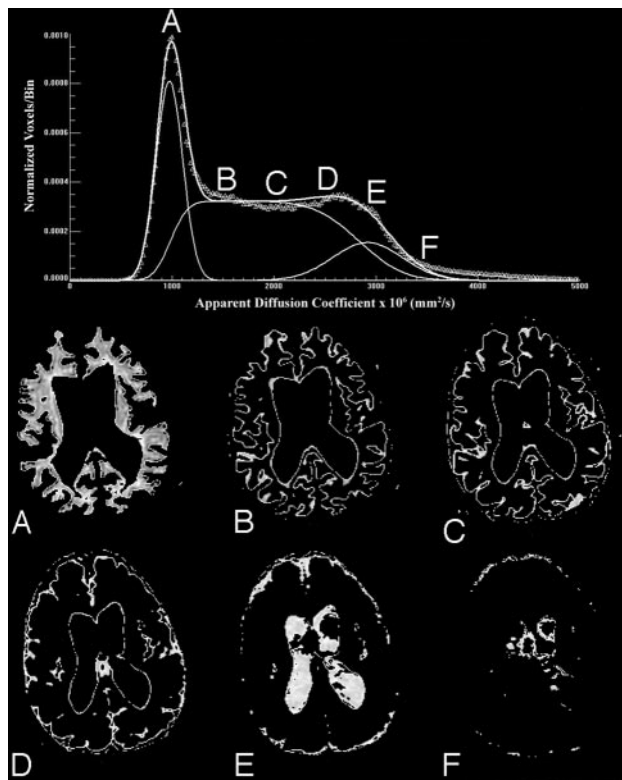 A
0.0010
0.0008
0.0006
0.0004
0.0002
0.0000
Normalized Voxels/Bin
B C D E F
0 1000 2000 3000 4000 5000
Apparent Diffusion Coefficient x 10⁶ (mm²/s)
A B C
D E F